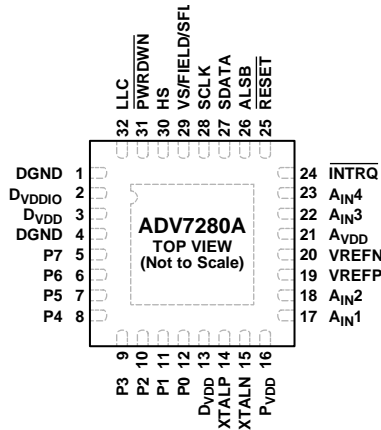 32 LLC
31 PWRDWN
30 HS
29 VS/FIELD/SFL
28 SCLK
27 SDATA
26 ALSB
25 RESET
DGND 1
DVDDIO 2
DVDD 3
DGND 4
P7 5
P6 6
P5 7
P4 8
ADV7280A
TOP VIEW
(Not to Scale)
24 INTRQ
23 AIN4
22 AIN3
21 AVDD
20 VREFN
19 VREFP
18 AIN2
17 AIN1
P3 9
P2 10
P1 11
P0 12
DVDD 13
XTALP 14
XTALN 15
PVDD 16